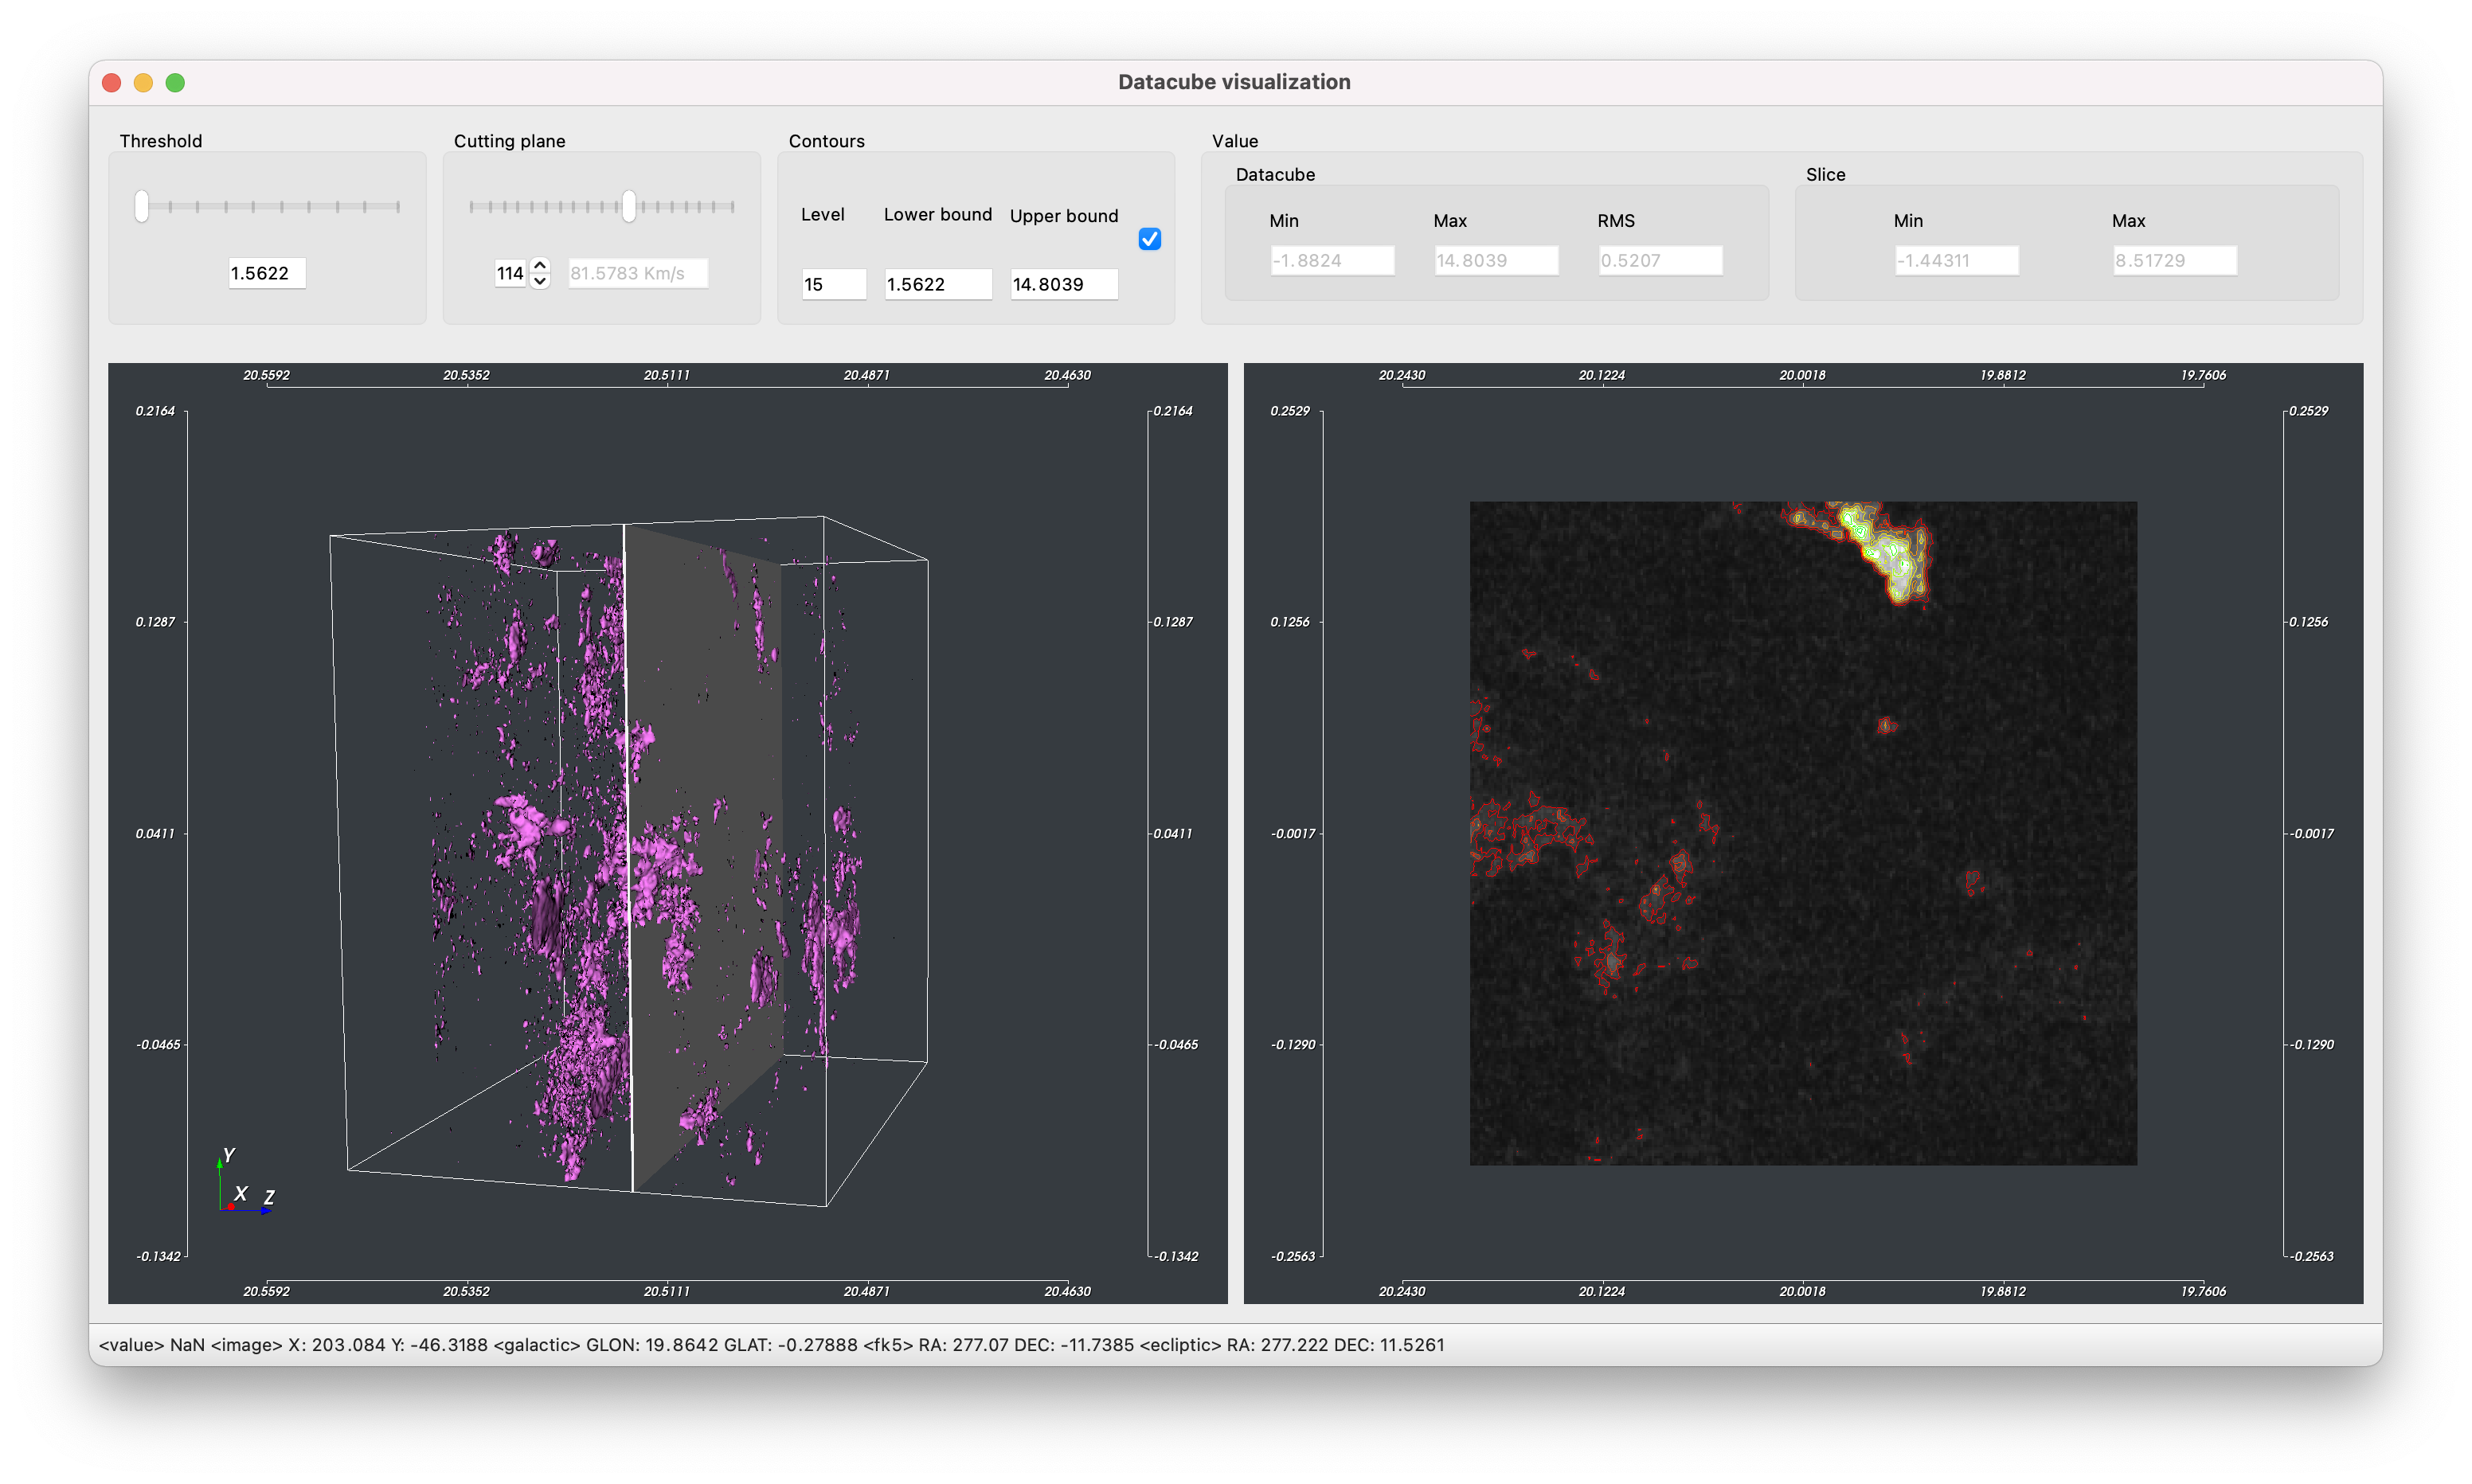 Datacube visualization
Threshold
Cutting plane
Contours
Value
Datacube
Slice
Level
Lower bound
Upper bound
Min
Max
RMS
Min
Max
1.5622
114
81.5783 Km/s
15
1.5622
14.8039
-1.8824
14.8039
0.5207
-1.44311
8.51729
20.5592 20.5352 20.5111 20.4871 20.4630
0.2164 0.2164
0.1287 0.1287
0.0411 0.0411
-0.0465 -0.0465
Y
X Z
-0.1342 -0.1342
20.5592 20.5352 20.5111 20.4871 20.4630
20.2430 20.1224 20.0018 19.8812 19.7606
0.2529 0.2529
0.1256 0.1256
-0.0017 -0.0017
-0.1290 -0.1290
-0.2563 -0.2563
20.2430 20.1224 20.0018 19.8812 19.7606
<value> NaN <image> X: 203.084 Y: -46.3188 <galactic> GLON: 19.8642 GLAT: -0.27888 <fk5> RA: 277.07 DEC: -11.7385 <ecliptic> RA: 277.222 DEC: 11.5261